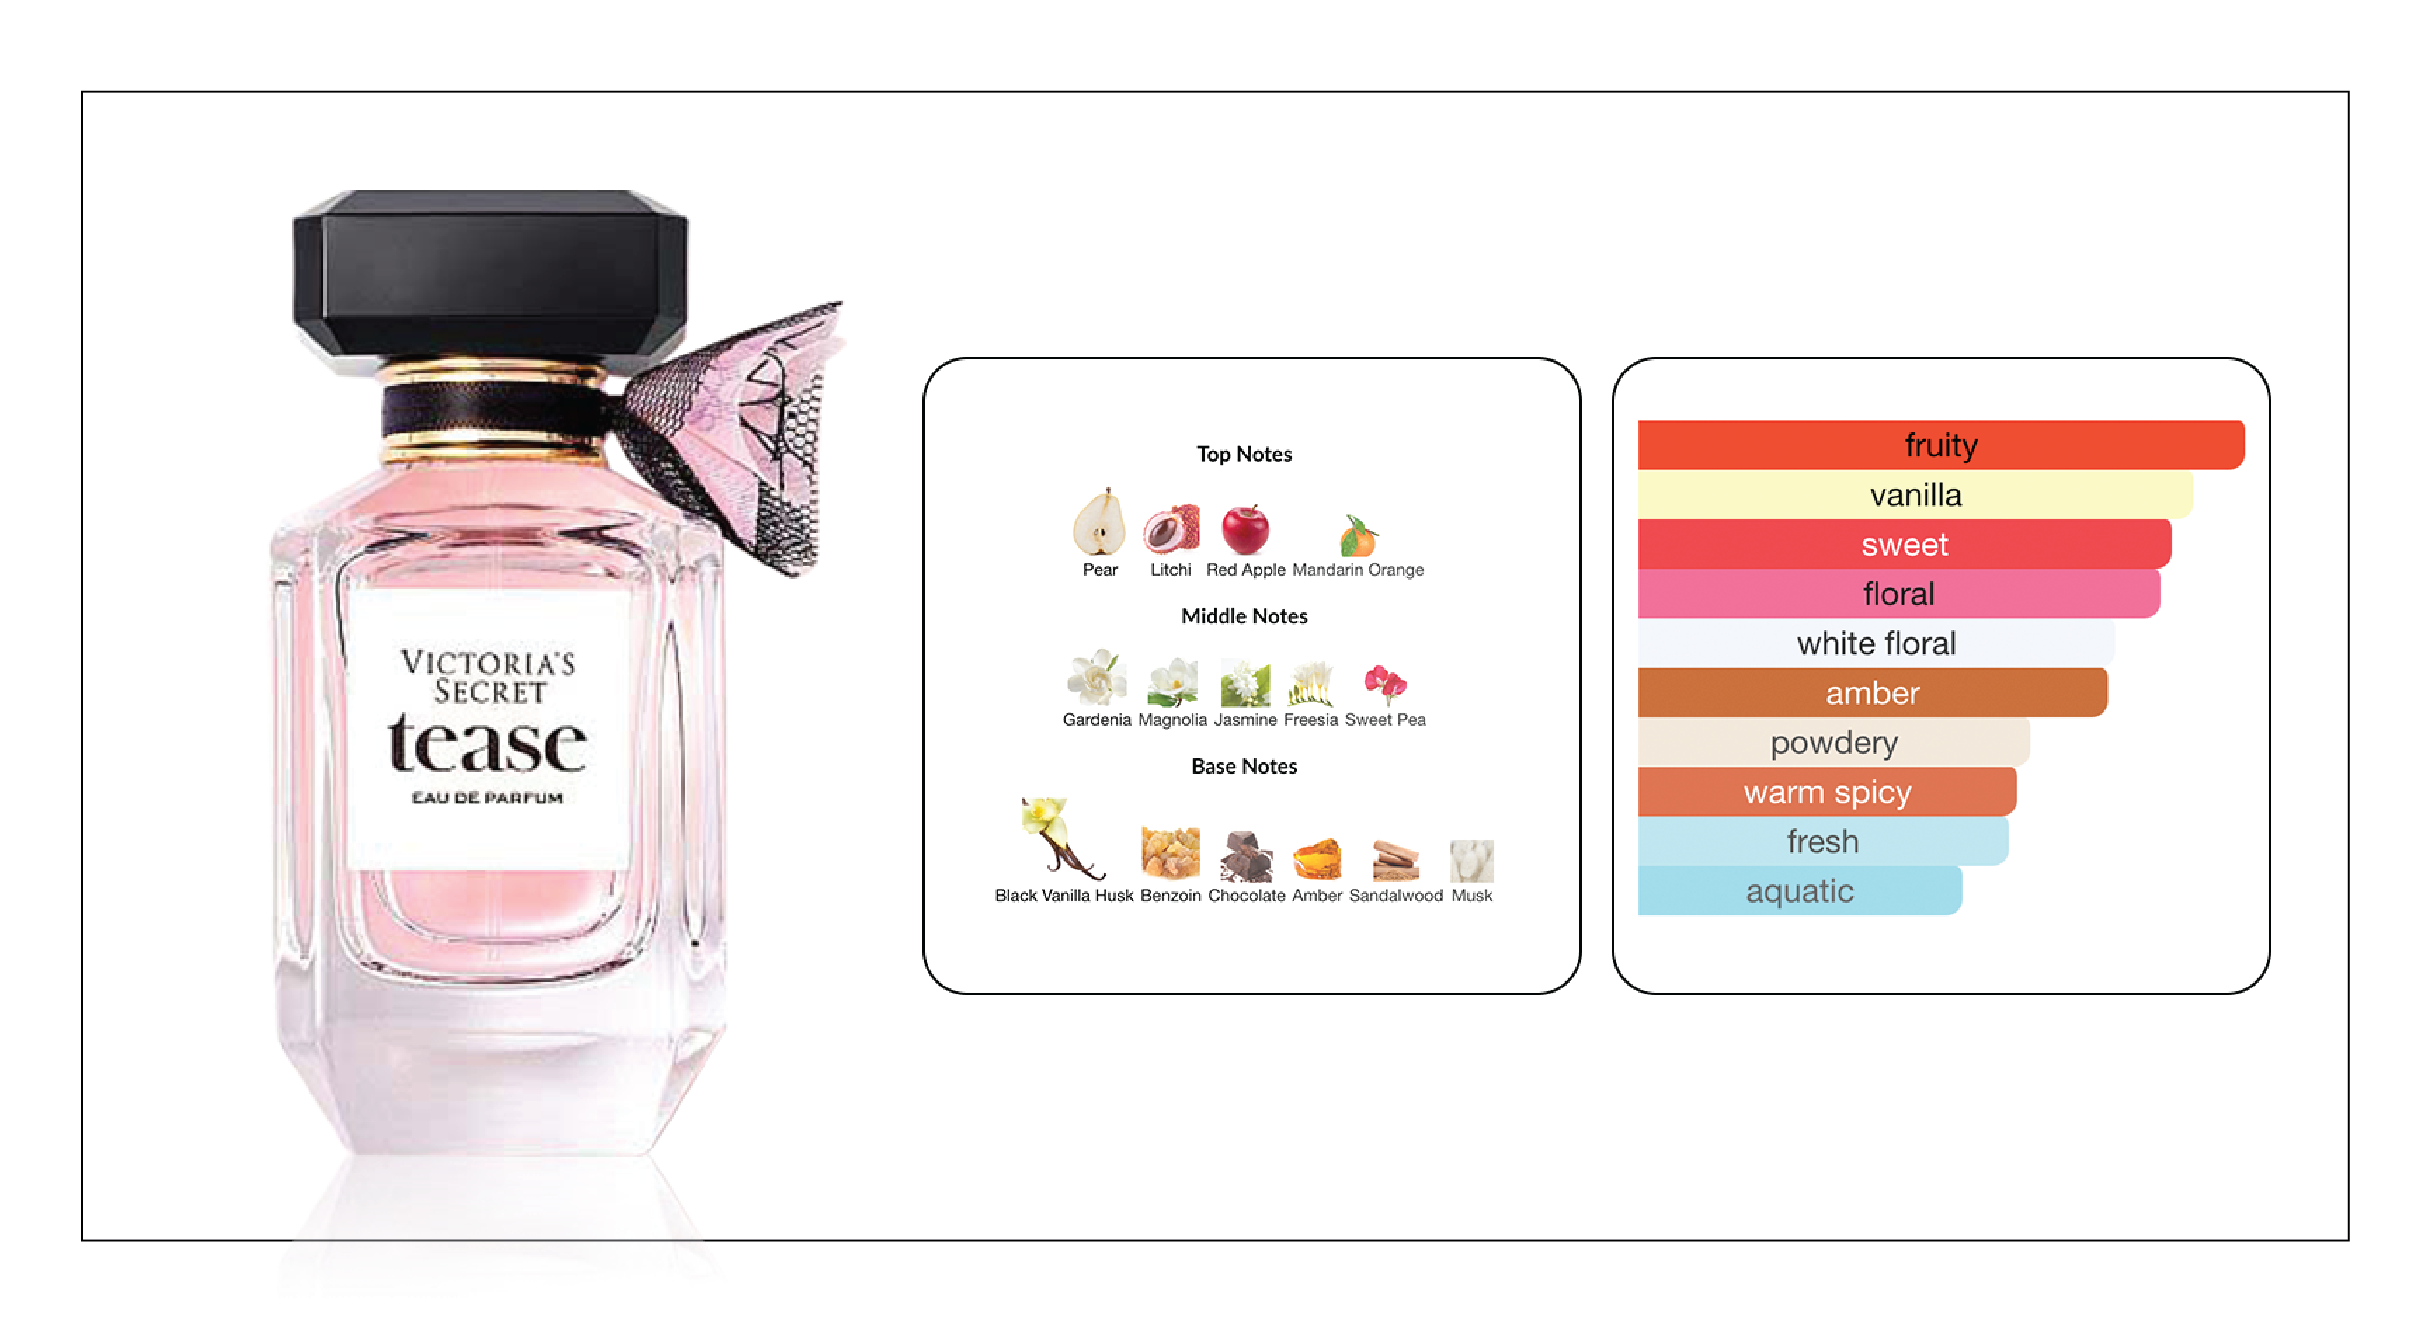 VICTORIA'S
SECRET
tease
EAU DE PARFUM
Top Notes
Pear Litchi Red Apple Mandarin Orange
Middle Notes
Gardenia Magnolia Jasmine Freesia Sweet Pea
Base Notes
Black Vanilla Husk Benzoin Chocolate Amber Sandalwood Musk
fruity
vanilla
sweet
floral
white floral
amber
powdery
warm spicy
fresh
aquatic